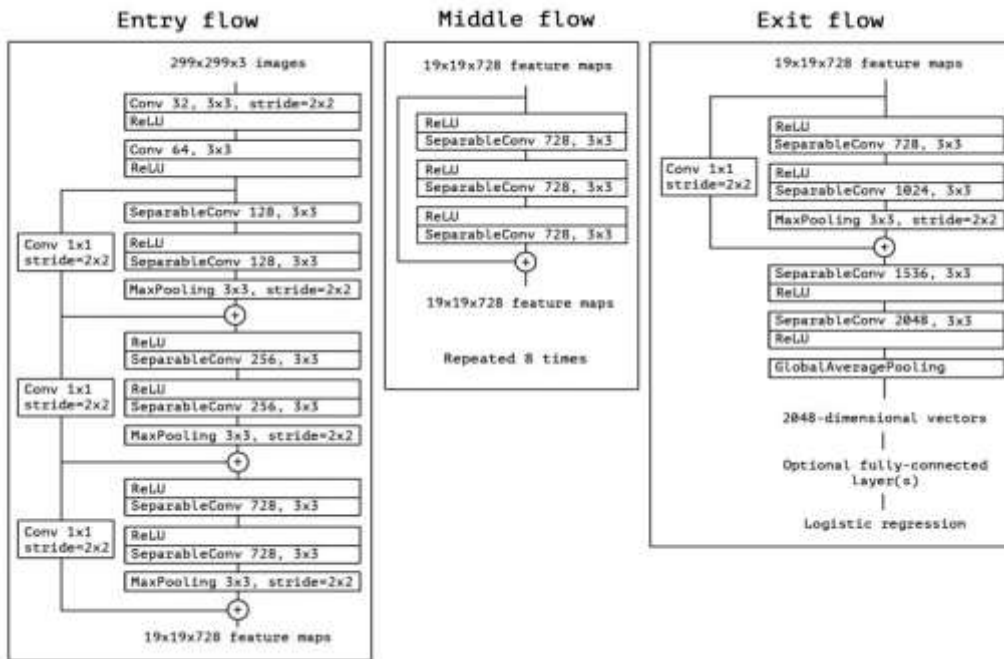 Entry flow
299x299x3 images
Conv 32, 3x3, stride=2x2
ReLU
Conv 64, 3x3
ReLU
SeparableConv 128, 3x3
Conv 1x1
stride=2x2
ReLU
SeparableConv 128, 3x3
MaxPooling 3x3, stride=2x2
+
ReLU
SeparableConv 256, 3x3
Conv 1x1
stride=2x2
ReLU
SeparableConv 256, 3x3
MaxPooling 3x3, stride=2x2
+
ReLU
SeparableConv 728, 3x3
Conv 1x1
stride=2x2
ReLU
SeparableConv 728, 3x3
MaxPooling 3x3, stride=2x2
+
19x19x728 feature maps
Middle flow
19x19x728 feature maps
ReLU
SeparableConv 728, 3x3
ReLU
SeparableConv 728, 3x3
ReLU
SeparableConv 728, 3x3
+
19x19x728 feature maps
Repeated 8 times
Exit flow
19x19x728 feature maps
ReLU
SeparableConv 728, 3x3
Conv 1x1
stride=2x2
ReLU
SeparableConv 1024, 3x3
MaxPooling 3x3, stride=2x2
+
SeparableConv 1536, 3x3
ReLU
SeparableConv 2048, 3x3
ReLU
GlobalAveragePooling
2048-dimensional vectors
Optional fully-connected
layer(s)
Logistic regression